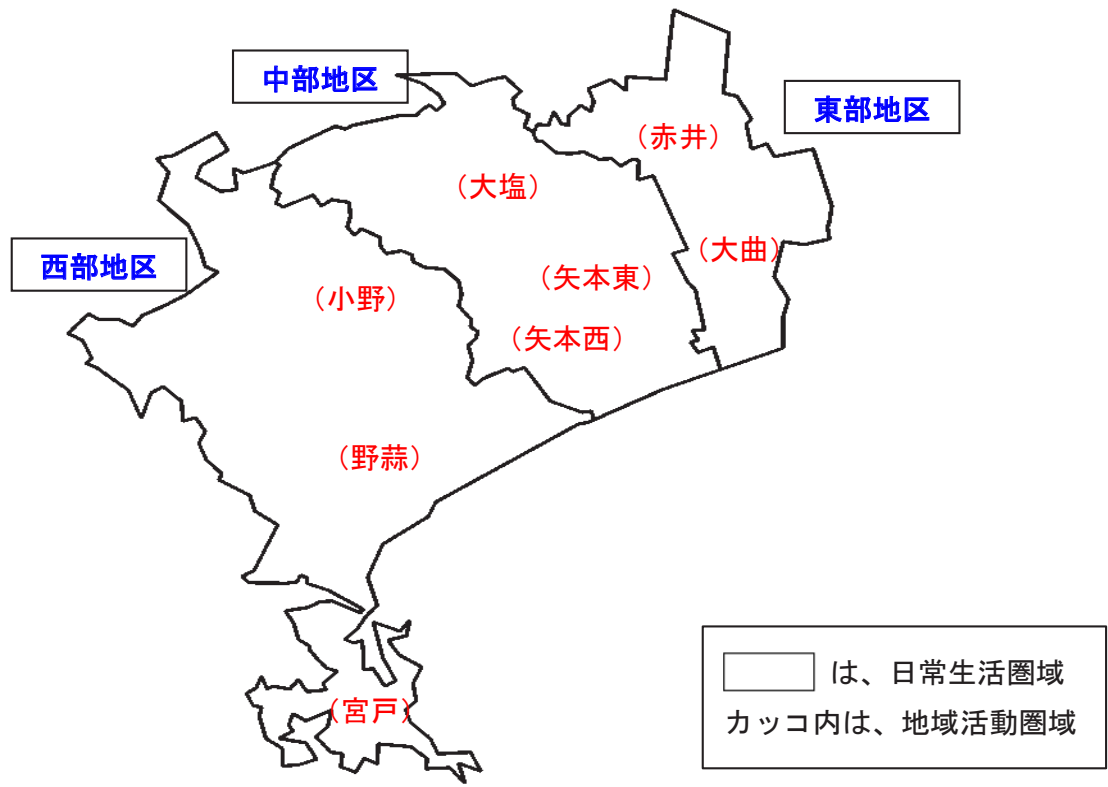 中部地区
東部地区
（赤井）
（大塩）
（大曲）
西部地区
（小野）
（矢本東）
（矢本西）
（野蒜）
（宮戸）
は、日常生活圏域
カッコ内は、地域活動圏域